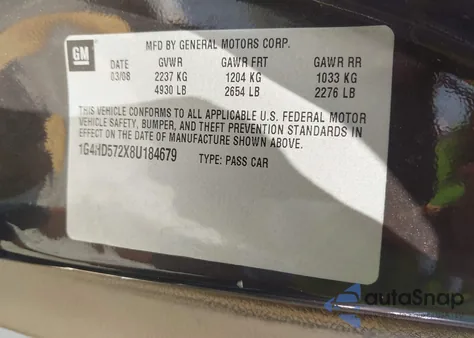 GM
MFD BY GENERAL MOTORS CORP.
DATE GVWR GAWR FRT GAWR RR
03/08 2237 KG 1204 KG 1033 KG
4930 LB 2654 LB 2276 LB
THIS VEHICLE CONFORMS TO ALL APPLICABLE U.S. FEDERAL MOTOR
VEHICLE SAFETY, BUMPER, AND THEFT PREVENTION STANDARDS IN
EFFECT ON THE DATE OF MANUFACTURE SHOWN ABOVE.
1G4HD572X8U184679 TYPE: PASS CAR
autoSnap